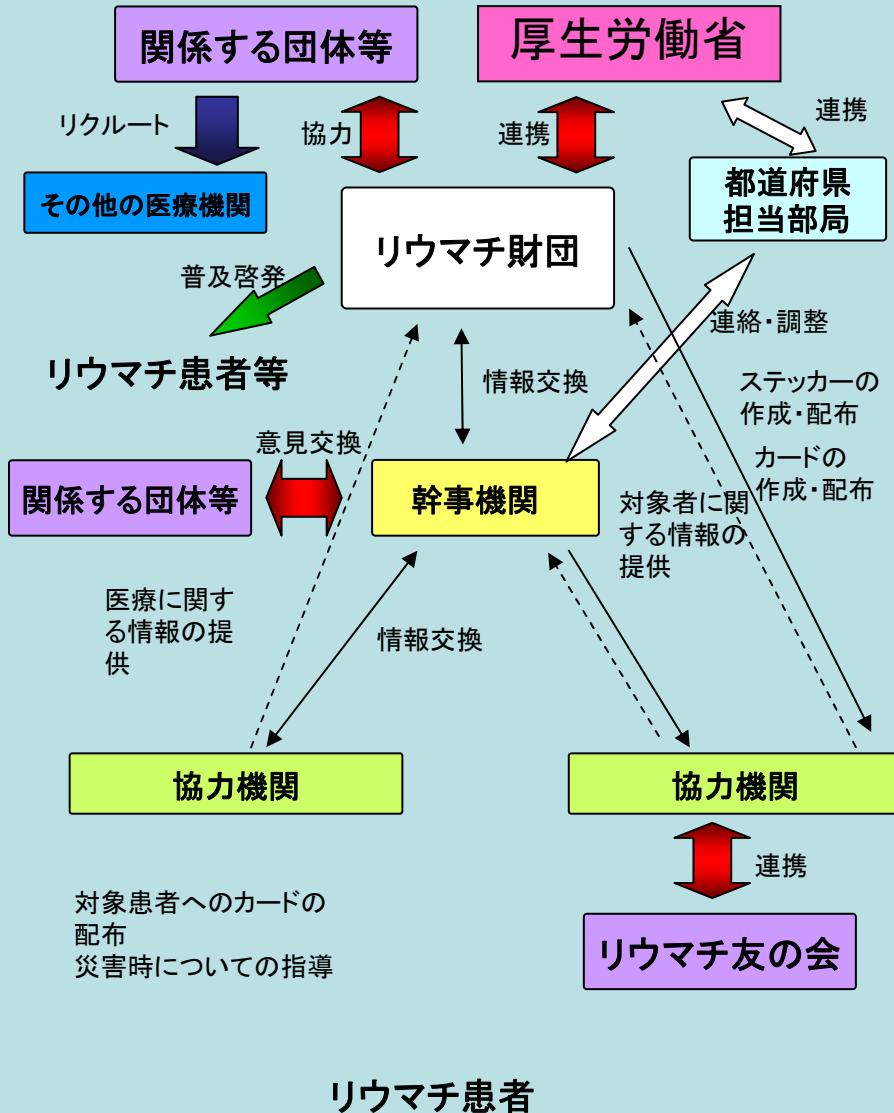 関係する団体等
厚生労働省
リクルート
協力
連携
連携
その他の医療機関
都道府県
担当部局
リウマチ財団
普及啓発
連絡・調整
リウマチ患者等
情報交換
ステッカーの
作成・配布
意見交換
カードの
作成・配布
関係する団体等
幹事機関
対象者に関
する情報の
提供
医療に関す
る情報の提
供
情報交換
協力機関
協力機関
連携
対象患者へのカードの
配布
災害時についての指導
リウマチ友の会
リウマチ患者